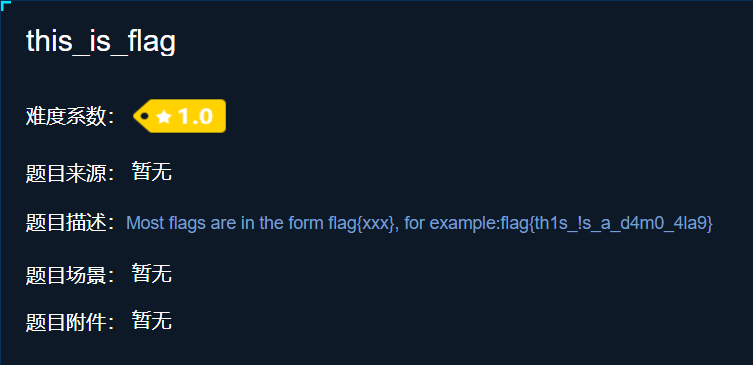 this_is_flag
难度系数： 1.0
题目来源： 暂无
题目描述：Most flags are in the form flag{xxx}, for example:flag{th1s_!s_a_d4m0_4la9}
题目场景： 暂无
题目附件： 暂无